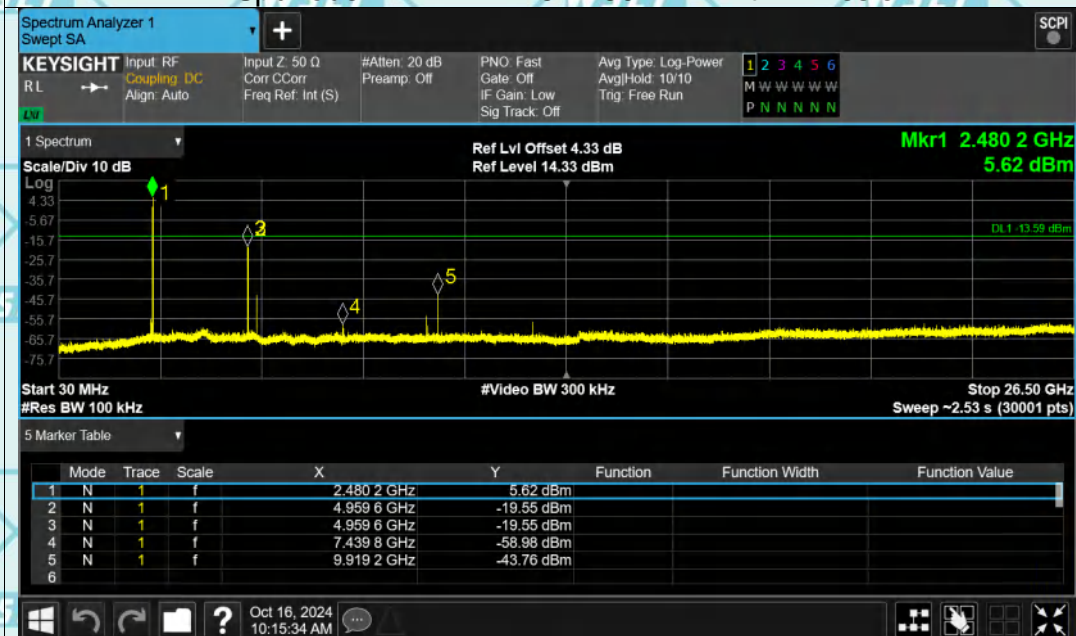 Spectrum Analyzer 1
Swept SA
+
SCPI
KEYSIGHT
RL
LXI
Input: RF
Coupling: DC
Align: Auto
Input Z: 50 Ω
Corr CCorr
Freq Ref: Int (S)
#Atten: 20 dB
Preamp: Off
PNO: Fast
Gate: Off
IF Gain: Low
Sig Track: Off
Avg Type: Log-Power
Avg|Hold: 10/10
Trig: Free Run
1 2 3 4 5 6
M W W W W W
P N N N N N
1 Spectrum
Scale/Div 10 dB
Ref Lvl Offset 4.33 dB
Ref Level 14.33 dBm
Mkr1 2.480 2 GHz
5.62 dBm
Log
4.33
-5.67
-15.7
-25.7
-35.7
-45.7
-55.7
-65.7
-75.7
1
3
4
5
DL1 -13.59 dBm
Start 30 MHz
#Video BW 300 kHz
Stop 26.50 GHz
#Res BW 100 kHz
Sweep ~2.53 s (30001 pts)
5 Marker Table
Mode Trace Scale X Y Function Function Width Function Value
1 N 1 f 2.480 2 GHz 5.62 dBm
2 N 1 f 4.959 6 GHz -19.55 dBm
3 N 1 f 4.959 6 GHz -19.55 dBm
4 N 1 f 7.439 8 GHz -58.98 dBm
5 N 1 f 9.919 2 GHz -43.76 dBm
6
?
Oct 16, 2024
10:15:34 AM